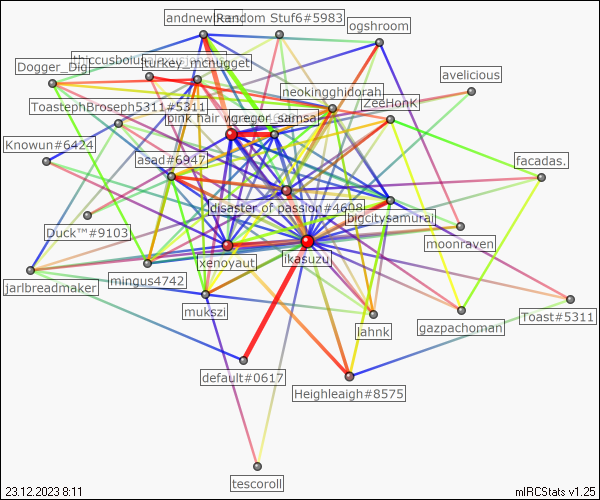 andrewlxxx
Random Stuf6#5983
ogshroom
thiccusbolus
turkey_mcnugget
Dogger_Dig
avelicious
neokingghidorah
ToastephBroseph5311#5311
ZeeHonK
pink hair w
gregor_samsa
Knowun#6424
asad#6947
facadas.
disaster of passion#4608
bigcitysamurai
Duck™#9103
moonraven
xenoyaut
ikasuzu
mingus4742
jarlbreadmaker
mukszi
Toast#5311
lahnk
gazpachoman
default#0617
Heighleaigh#8575
tescoroll
23.12.2023 8:11
mIRCStats v1.25